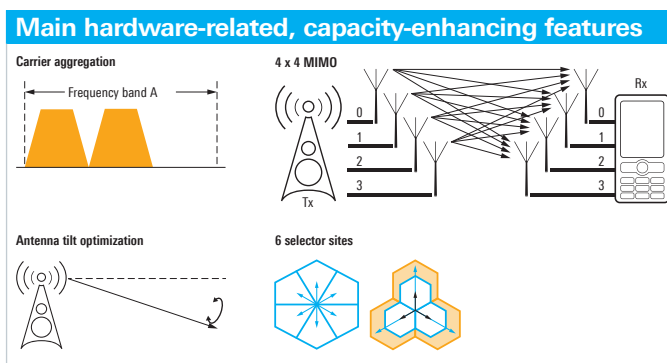 Main hardware-related, capacity-enhancing features
Carrier aggregation
Frequency band A
4 x 4 MIMO
Rx
0
1
2
3
Tx
0
1
2
3
Antenna tilt optimization
6 selector sites